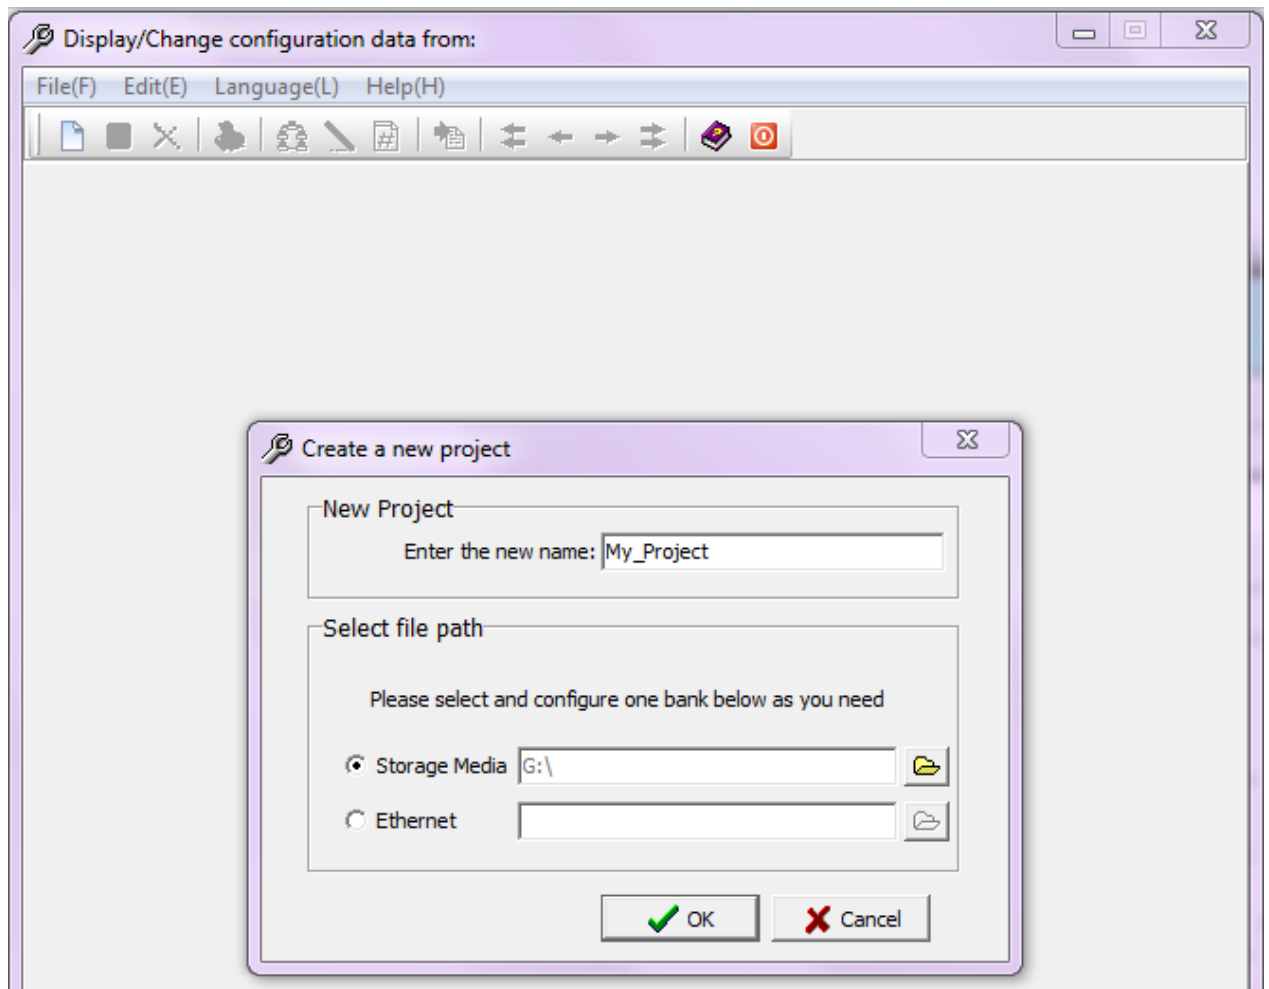 Display/Change configuration data from:
File(F) Edit(E) Language(L) Help(H)
Create a new project
New Project
Enter the new name: My_Project
Select file path
Please select and configure one bank below as you need
Storage Media G:\
Ethernet
OK Cancel